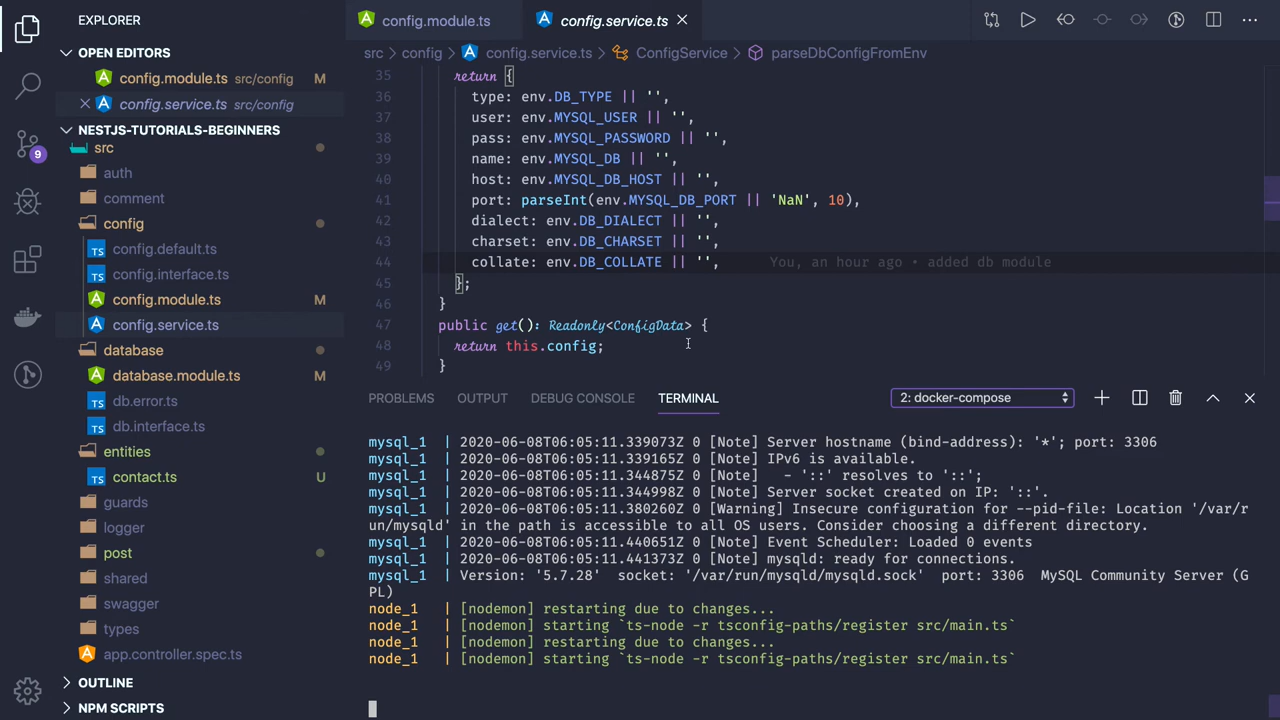 EXPLORER
OPEN EDITORS
config.module.ts src/config M
config.service.ts src/config
NESTJS-TUTORIALS-BEGINNERS
src
auth
comment
config
TS config.default.ts
TS config.interface.ts
config.module.ts M
config.service.ts
database
database.module.ts M
TS db.error.ts
TS db.interface.ts
entities
TS contact.ts U
guards
logger
post
shared
swagger
types
app.controller.spec.ts
OUTLINE
NPM SCRIPTS
9
config.module.ts config.service.ts
src config config.service.ts ConfigService parseDbConfigFromEnv
35 return {
36 type: env.DB_TYPE || '',
37 user: env.MYSQL_USER || '',
38 pass: env.MYSQL_PASSWORD || '',
39 name: env.MYSQL_DB || '',
40 host: env.MYSQL_DB_HOST || '',
41 port: parseInt(env.MYSQL_DB_PORT || 'NaN', 10),
42 dialect: env.DB_DIALECT || '',
43 charset: env.DB_CHARSET || '',
44 collate: env.DB_COLLATE || '', You, an hour ago • added db module
45 };
46 }
47 public get(): Readonly<ConfigData> {
48 return this.config;
49 }
PROBLEMS OUTPUT DEBUG CONSOLE TERMINAL 2: docker-compose
mysql_1 | 2020-06-08T06:05:11.339073Z 0 [Note] Server hostname (bind-address): '*'; port: 3306
mysql_1 | 2020-06-08T06:05:11.339165Z 0 [Note] IPv6 is available.
mysql_1 | 2020-06-08T06:05:11.344875Z 0 [Note] - '::' resolves to '::';
mysql_1 | 2020-06-08T06:05:11.344998Z 0 [Note] Server socket created on IP: '::'.
mysql_1 | 2020-06-08T06:05:11.380260Z 0 [Warning] Insecure configuration for --pid-file: Location '/var/r
un/mysqld' in the path is accessible to all OS users. Consider choosing a different directory.
mysql_1 | 2020-06-08T06:05:11.440651Z 0 [Note] Event Scheduler: Loaded 0 events
mysql_1 | 2020-06-08T06:05:11.441373Z 0 [Note] mysqld: ready for connections.
mysql_1 | Version: '5.7.28' socket: '/var/run/mysqld/mysqld.sock' port: 3306 MySQL Community Server (G
PL)
node_1 | [nodemon] restarting due to changes...
node_1 | [nodemon] starting `ts-node -r tsconfig-paths/register src/main.ts`
node_1 | [nodemon] restarting due to changes...
node_1 | [nodemon] starting `ts-node -r tsconfig-paths/register src/main.ts`